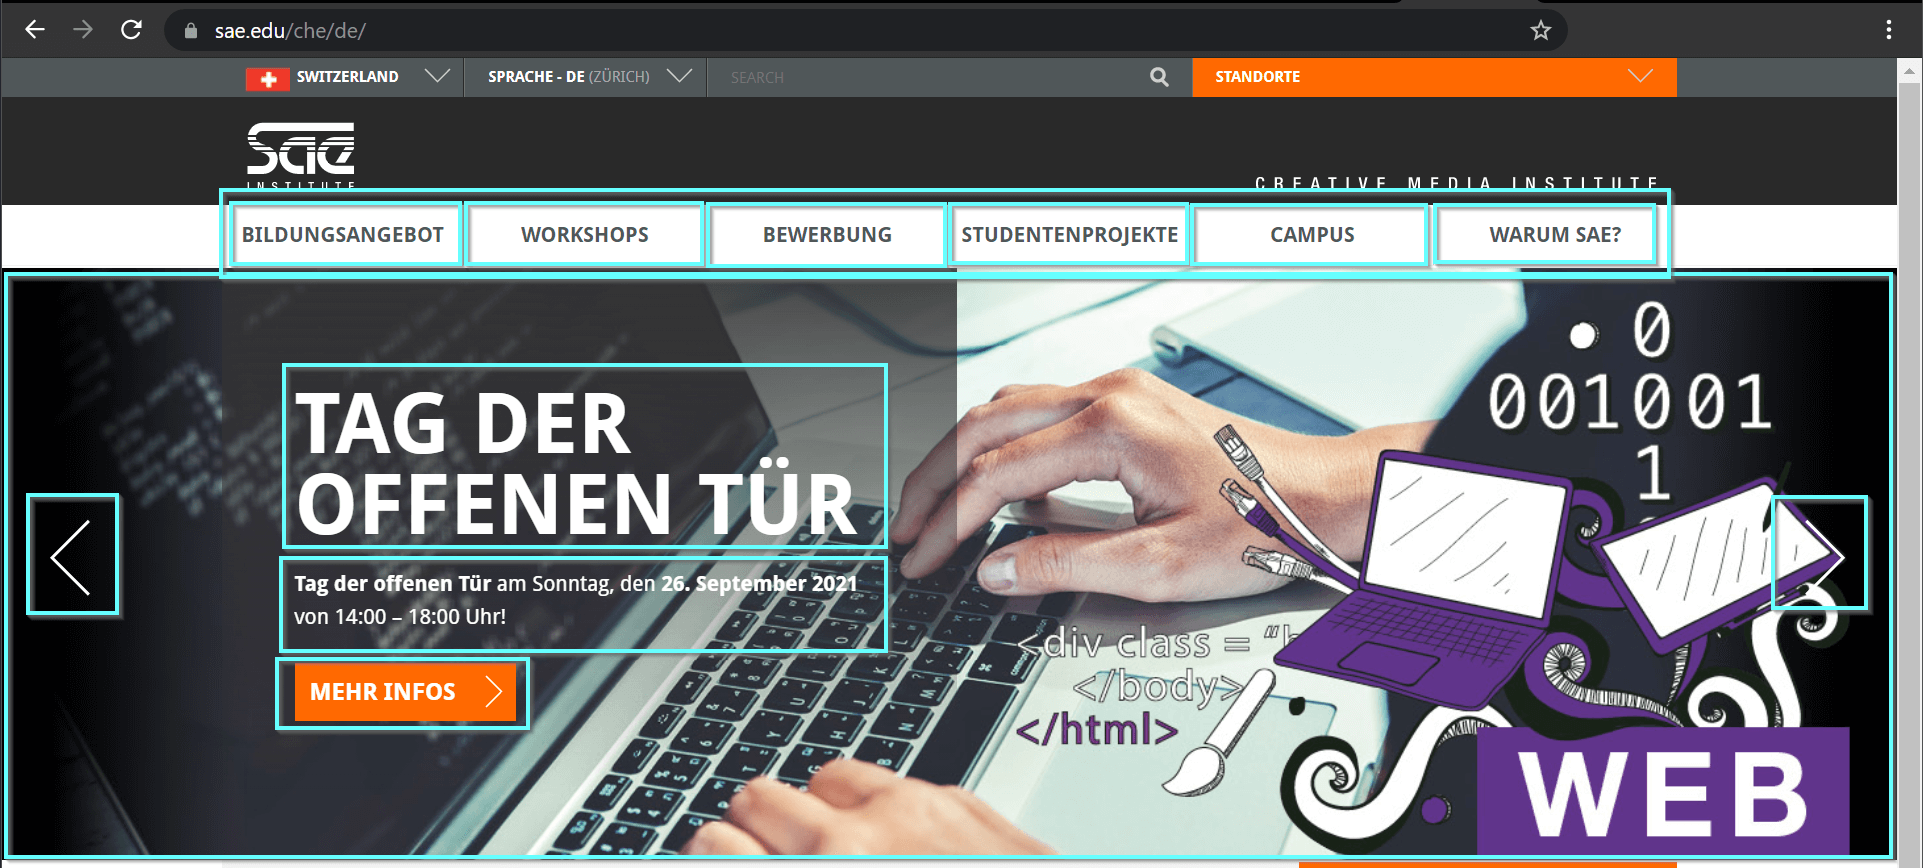 sae.edu/che/de/
SWITZERLAND
SPRACHE - DE (ZÜRICH)
SEARCH
STANDORTE
sae
INSTITUTE
CREATIVE MEDIA INSTITUTE
BILDUNGSANGEBOT
WORKSHOPS
BEWERBUNG
STUDENTENPROJEKTE
CAMPUS
WARUM SAE?
TAG DER
OFFENEN TÜR
Tag der offenen Tür am Sonntag, den 26. September 2021
von 14:00 – 18:00 Uhr!
MEHR INFOS
0
001001
1
<div class = "
</body>
</html>
WEB